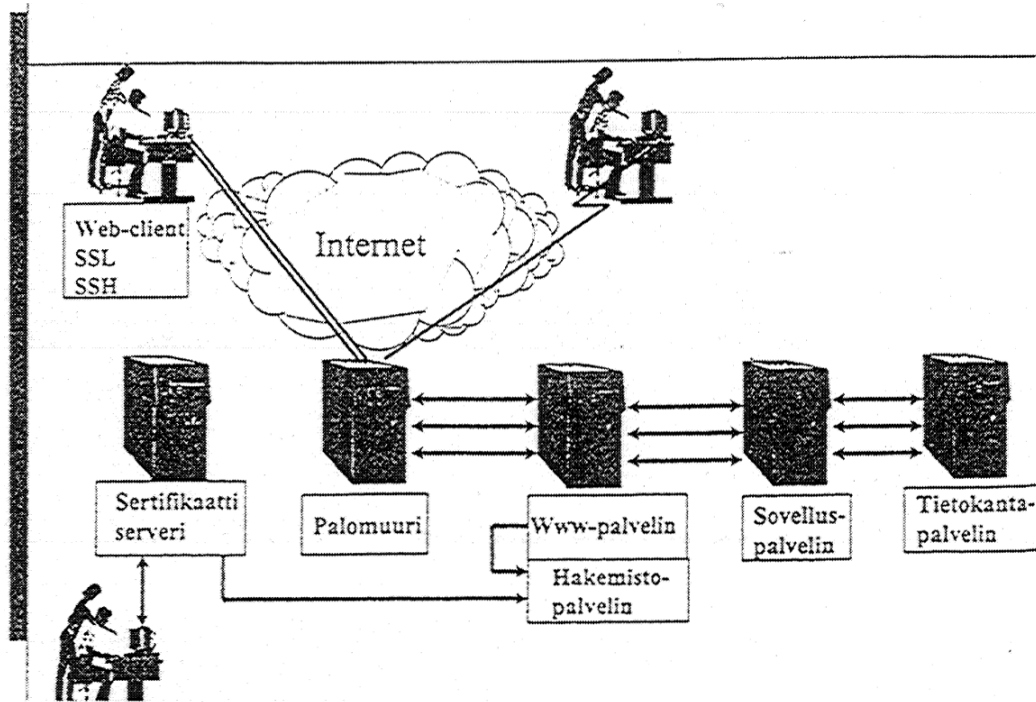 Web-client
SSL
SSH
Internet
Sertifikaatti
serveri
Palomuuri
Www-palvelin
Hakemisto-
palvelin
Sovellus-
palvelin
Tietokanta-
palvelin